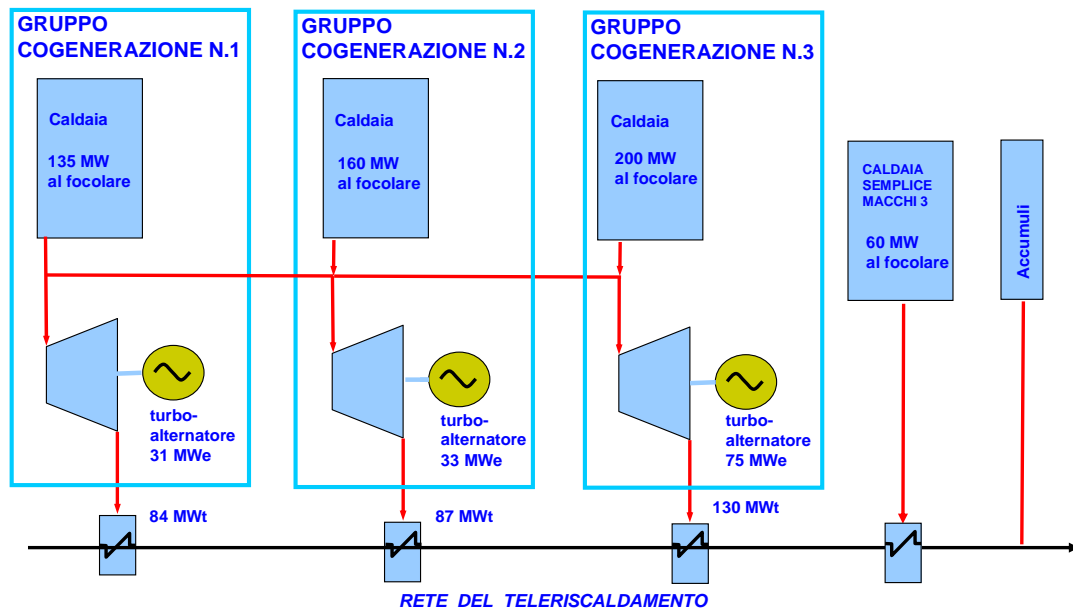 GRUPPO
COGENERAZIONE N.1
Caldaia
135 MW
al focolare
turbo-
alternatore
31 MWe
84 MWt
GRUPPO
COGENERAZIONE N.2
Caldaia
160 MW
al focolare
turbo-
alternatore
33 MWe
87 MWt
GRUPPO
COGENERAZIONE N.3
Caldaia
200 MW
al focolare
turbo-
alternatore
75 MWe
130 MWt
CALDAIA
SEMPLICE
MACCHI 3
60 MW
al focolare
Accumuli
RETE DEL TELERISCALDAMENTO